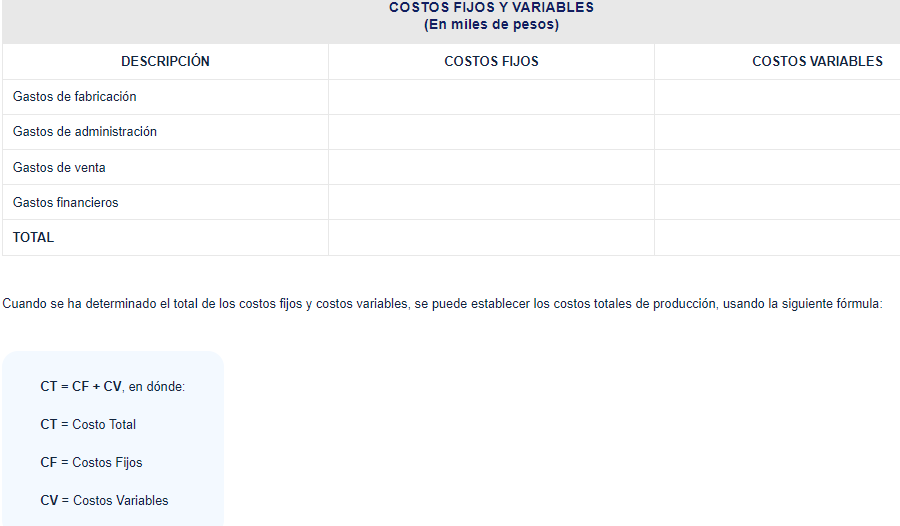 COSTOS FIJOS Y VARIABLES
(En miles de pesos)
DESCRIPCIÓN COSTOS FIJOS COSTOS VARIABLES
Gastos de fabricación
Gastos de administración
Gastos de venta
Gastos financieros
TOTAL
Cuando se ha determinado el total de los costos fijos y costos variables, se puede establecer los costos totales de producción, usando la siguiente fórmula:
CT = CF + CV, en dónde:
CT = Costo Total
CF = Costos Fijos
CV = Costos Variables